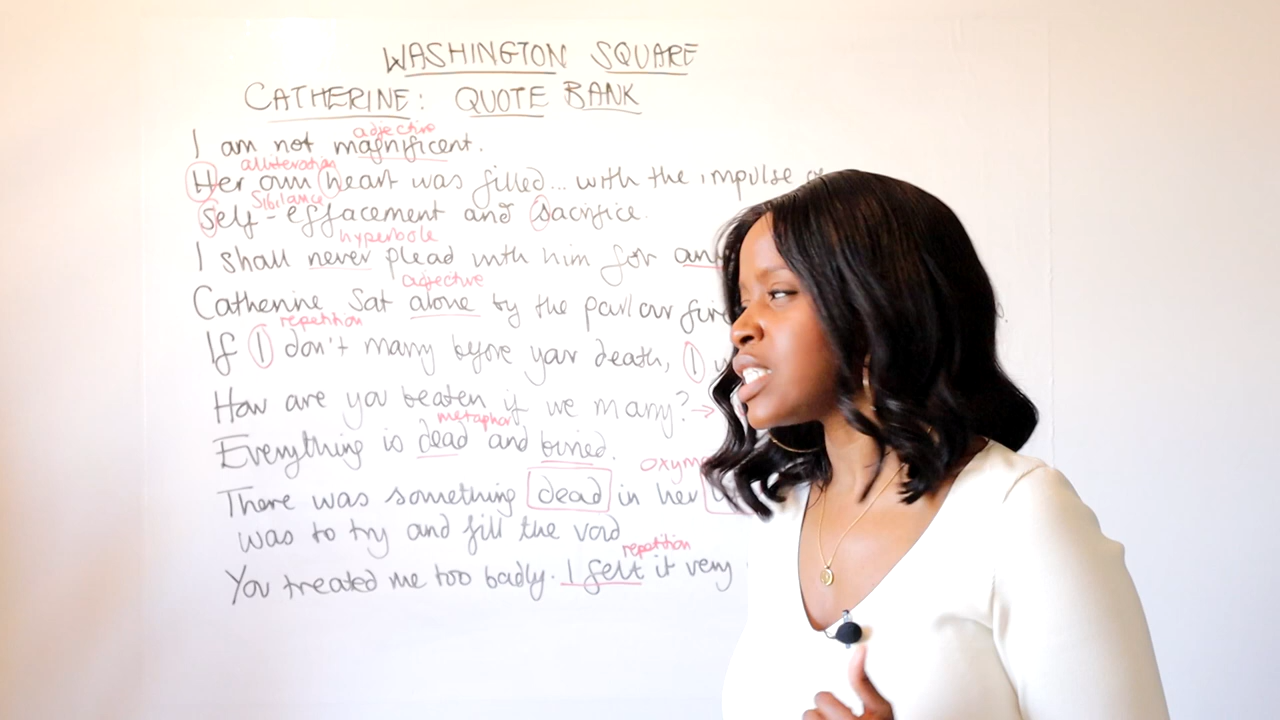 WASHINGTON SQUARE
CATHERINE: QUOTE BANK
adjective
I am not magnificent.
alliteration
Her own heart was filled... with the impulse
Sibilance
Self-effacement and sacrifice.
hyperbole
I shall never plead with him for
adjective
Catherine sat alone by the parlour
repetition
If I don't marry before your death, I
How are you beaten if we marry? →
metaphor
Everything is dead and buried.
There was something dead in her
was to try and fill the void
repetition
You treated me too badly. I felt it very